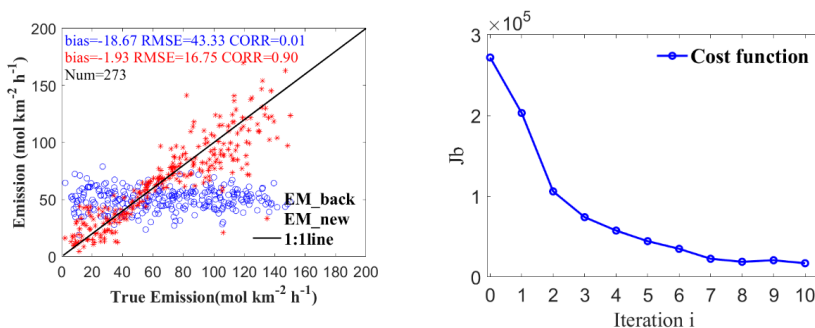 bias=-18.67 RMSE=43.33 CORR=0.01
bias=-1.93 RMSE=16.75 CORR=0.90
Num=273
200
150
100
50
0
Emission (mol km⁻² h⁻¹)
EM_back
EM_new
1:1line
0 20 40 60 80 100 120 140 160 180 200
True Emission(mol km⁻² h⁻¹)
×10⁵
3
2
1
0
Jb
Cost function
0 1 2 3 4 5 6 7 8 9 10
Iteration i